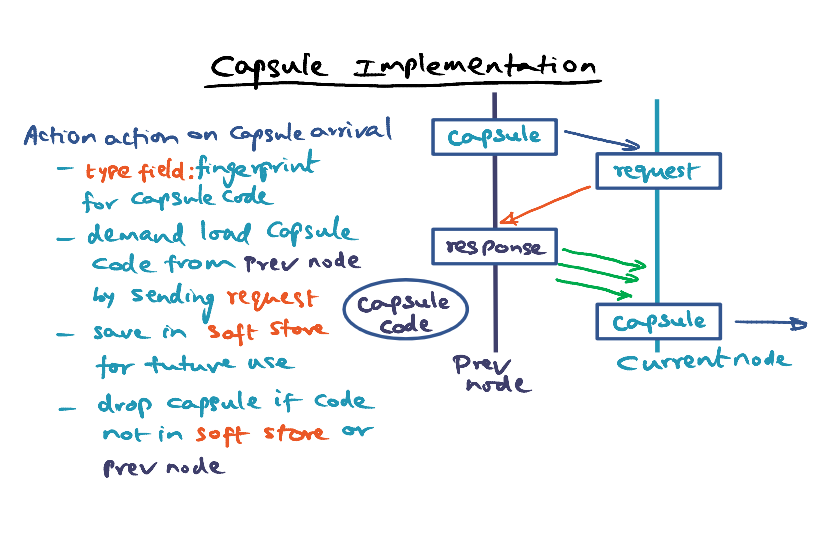 Capsule Implementation
Action action on capsule arrival
- type field: fingerprint
for capsule code
- demand load capsule
code from prev node
by sending request
- save in soft store
for future use
- drop capsule if code
not in soft store or
prev node
capsule
request
response
capsule
code
capsule
Prev
node
Current node